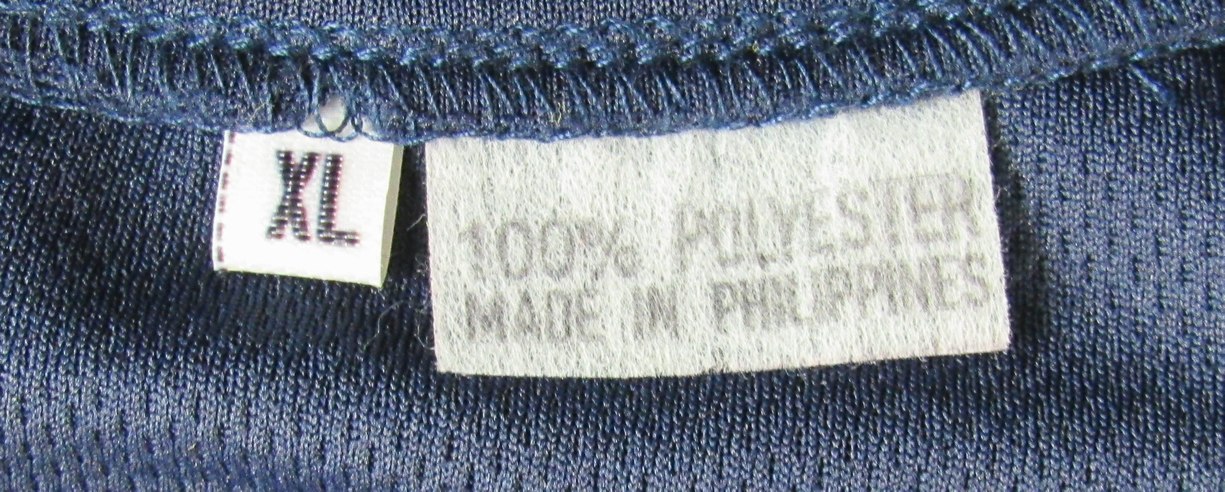 XL
100% POLYESTER
MADE IN PHILIPPINES